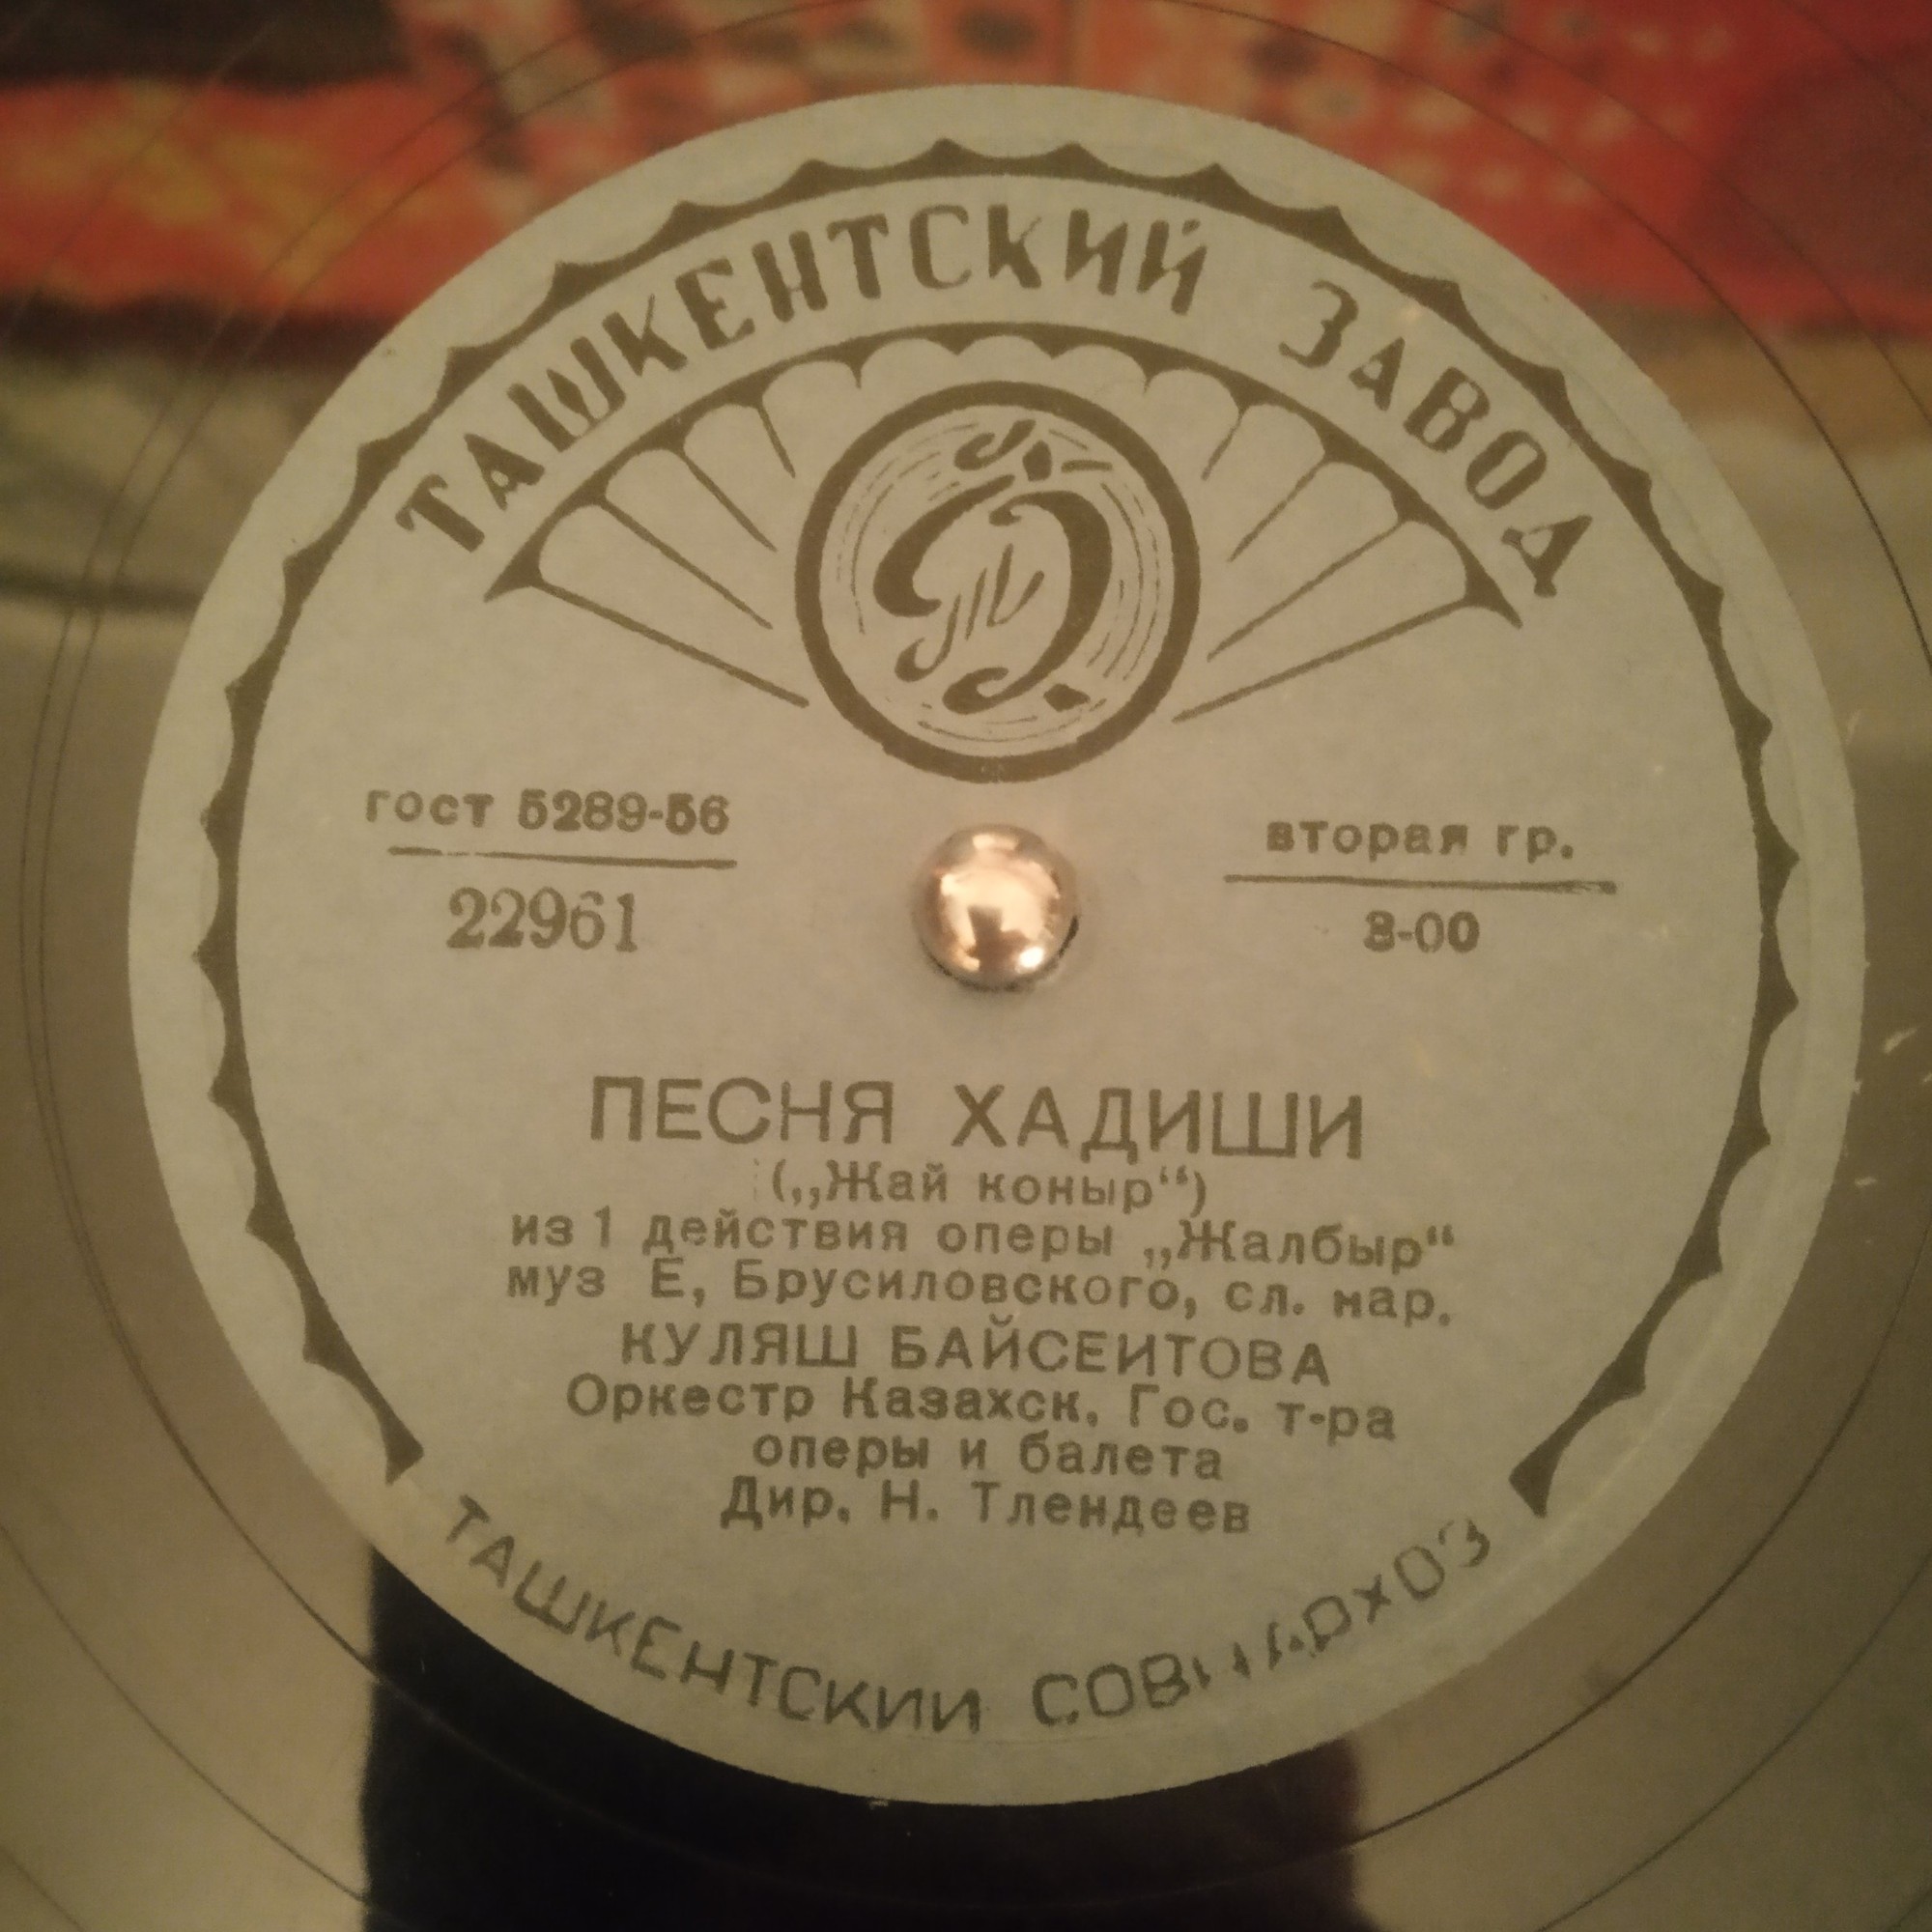 ТАШКЕНТСКИЙ ЗАВОД
гост 5289-56
22961
вторая гр.
8-00
ПЕСНЯ ХАДИШИ
(„Жай коныр“)
из 1 действия оперы „Жалбыр“
муз Е, Брусиловского, сл. нар.
КУЛЯШ БАЙСЕИТОВА
Оркестр Казахск. Гос. т-ра
оперы и балета
Дир. Н. Тлендеев
ТАШКЕНТСКИЙ СОВНАРХОЗ